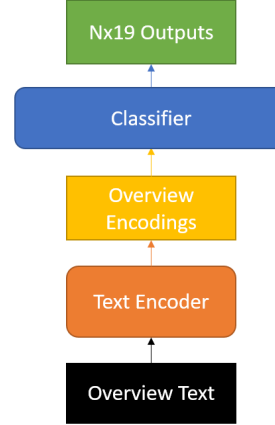 Nx19 Outputs
Classifier
Overview
Encodings
Text Encoder
Overview Text